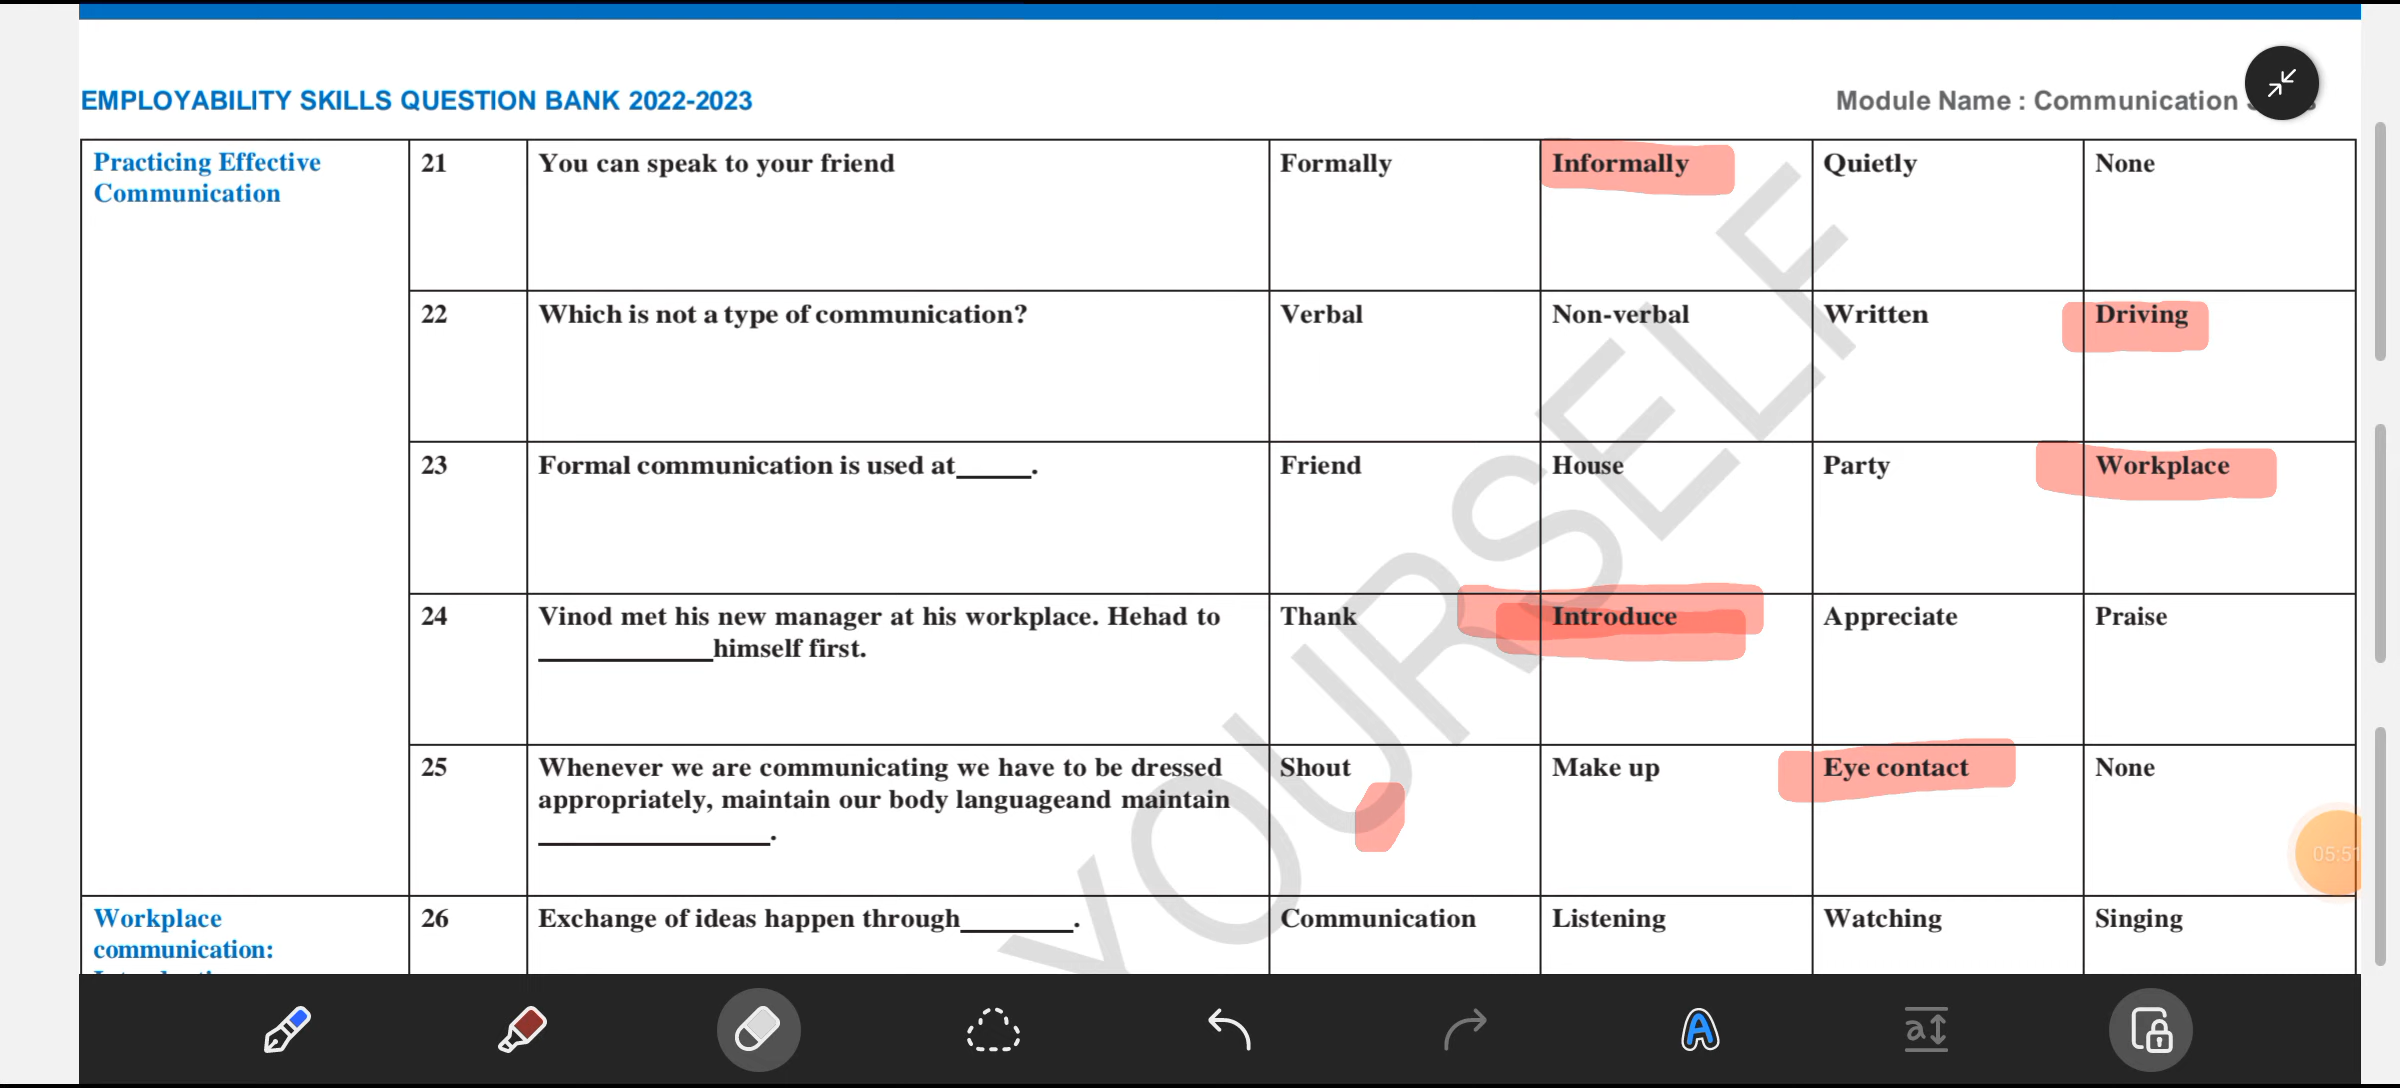 EMPLOYABILITY SKILLS QUESTION BANK 2022-2023
Module Name : Communication
Practicing Effective
Communication
21
You can speak to your friend
Formally
Informally
Quietly
None
22
Which is not a type of communication?
Verbal
Non-verbal
Written
Driving
23
Formal communication is used at_____.
Friend
House
Party
Workplace
24
Vinod met his new manager at his workplace. Hehad to
____________himself first.
Thank
Introduce
Appreciate
Praise
25
Whenever we are communicating we have to be dressed
appropriately, maintain our body languageand maintain
________________.
Shout
Make up
Eye contact
None
05:51
Workplace
communication:
26
Exchange of ideas happen through________.
Communication
Listening
Watching
Singing
YOURSELF
A
a